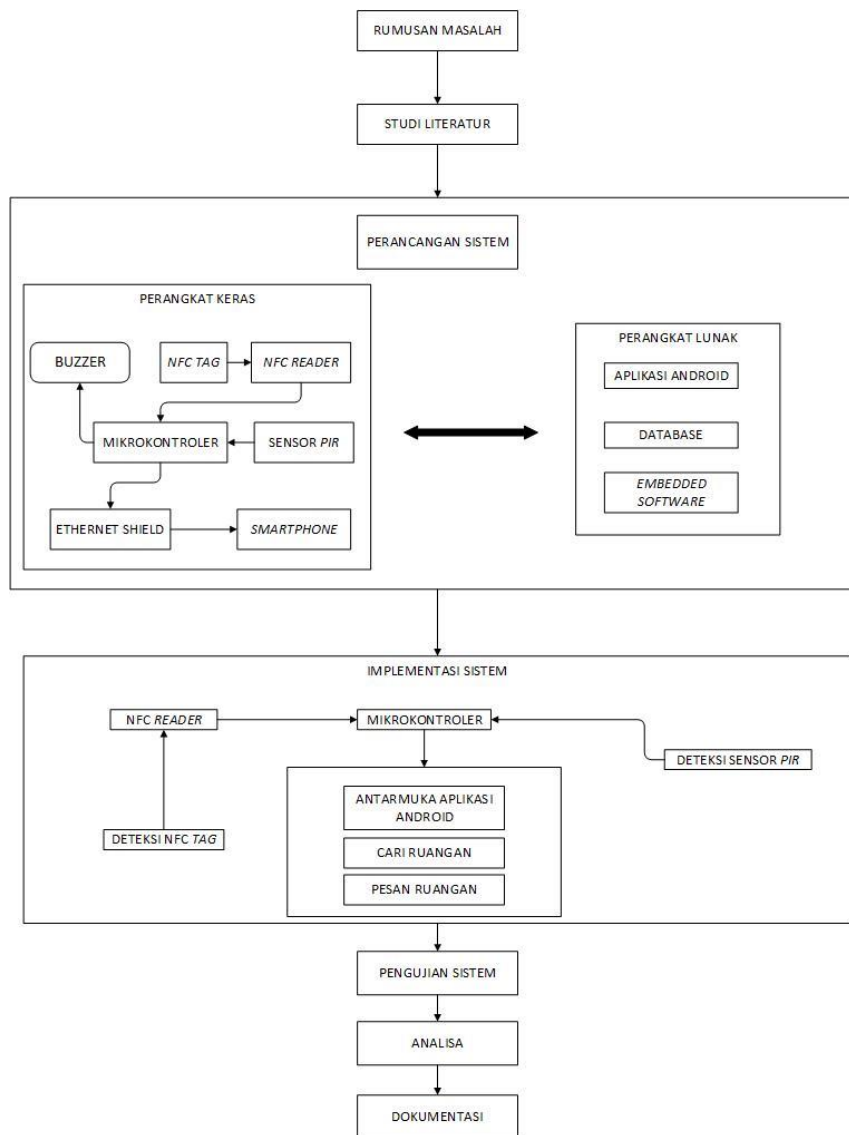 RUMUSAN MASALAH
STUDI LITERATUR
PERANCANGAN SISTEM
PERANGKAT KERAS
BUZZER
NFC TAG
NFC READER
MIKROKONTROLER
SENSOR PIR
ETHERNET SHIELD
SMARTPHONE
PERANGKAT LUNAK
APLIKASI ANDROID
DATABASE
EMBEDDED
SOFTWARE
IMPLEMENTASI SISTEM
NFC READER
MIKROKONTROLER
DETEKSI SENSOR PIR
DETEKSI NFC TAG
ANTARMUKA APLIKASI
ANDROID
CARI RUANGAN
PESAN RUANGAN
PENGUJIAN SISTEM
ANALISA
DOKUMENTASI